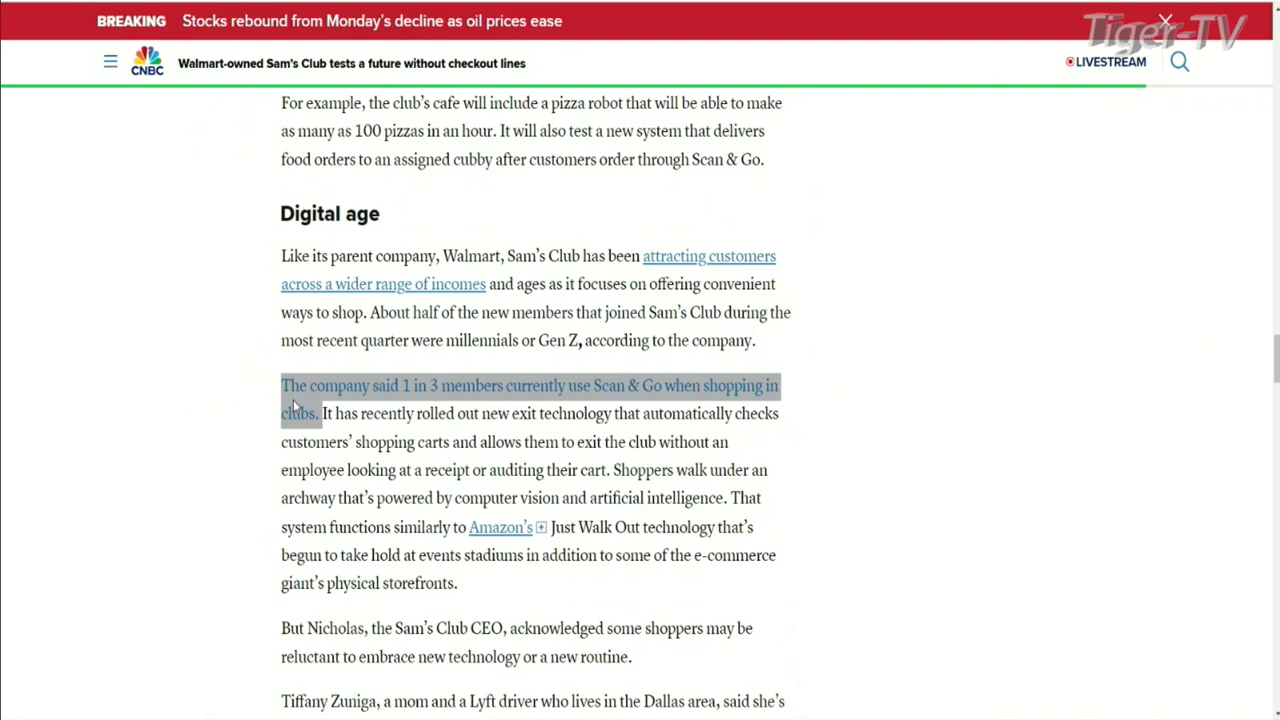 BREAKING Stocks rebound from Monday's decline as oil prices ease
Tiger-TV
CNBC
Walmart-owned Sam's Club tests a future without checkout lines
LIVESTREAM
For example, the club's cafe will include a pizza robot that will be able to make
as many as 100 pizzas in an hour. It will also test a new system that delivers
food orders to an assigned cubby after customers order through Scan & Go.
Digital age
Like its parent company, Walmart, Sam's Club has been attracting customers
across a wider range of incomes and ages as it focuses on offering convenient
ways to shop. About half of the new members that joined Sam's Club during the
most recent quarter were millennials or Gen Z, according to the company.
The company said 1 in 3 members currently use Scan & Go when shopping in
clubs. It has recently rolled out new exit technology that automatically checks
customers' shopping carts and allows them to exit the club without an
employee looking at a receipt or auditing their cart. Shoppers walk under an
archway that's powered by computer vision and artificial intelligence. That
system functions similarly to Amazon's Just Walk Out technology that's
begun to take hold at events stadiums in addition to some of the e-commerce
giant's physical storefronts.
But Nicholas, the Sam's Club CEO, acknowledged some shoppers may be
reluctant to embrace new technology or a new routine.
Tiffany Zuniga, a mom and a Lyft driver who lives in the Dallas area, said she's